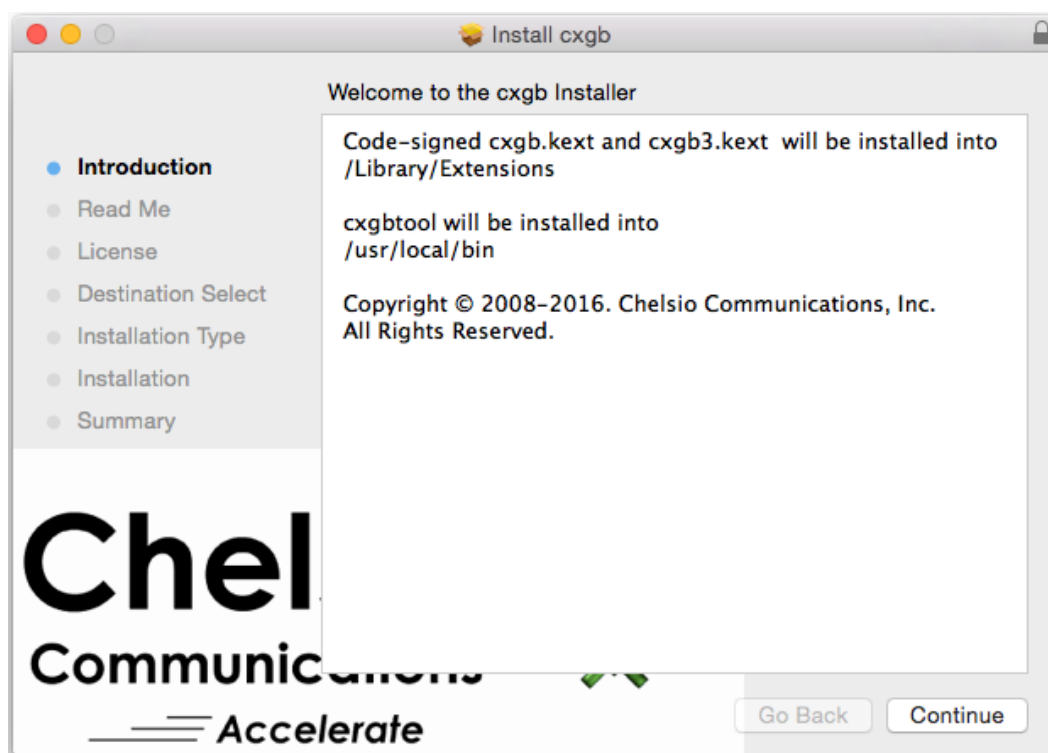 Install cxgb
Welcome to the cxgb Installer
Introduction
Read Me
License
Destination Select
Installation Type
Installation
Summary
Code-signed cxgb.kext and cxgb3.kext will be installed into
/Library/Extensions
cxgbtool will be installed into
/usr/local/bin
Copyright © 2008-2016. Chelsio Communications, Inc.
All Rights Reserved.
Chel
Communications
Accelerate
Go Back
Continue